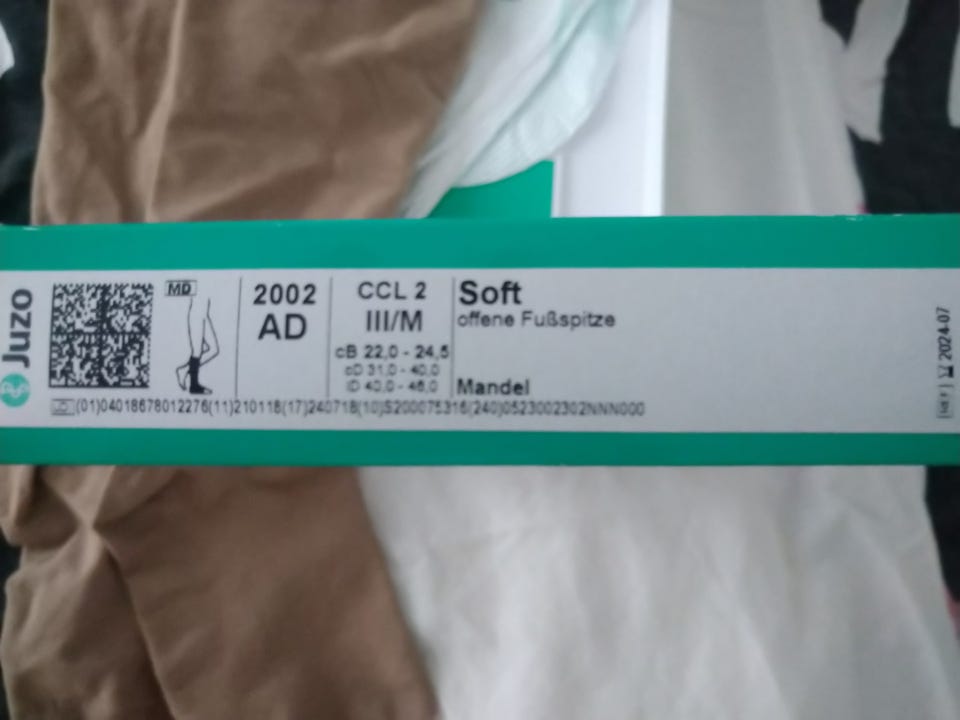 Juzo
MD
2002
AD
CCL 2
III/M
cB 22,0 - 24,5
cD 31,0 - 40,0
lD 40,0 - 46,0
Soft
offene Fußspitze
Mandel
(01)04018678012276(11)210118(17)240718(10)S200075316(240)0523002302NNN000
2024-07